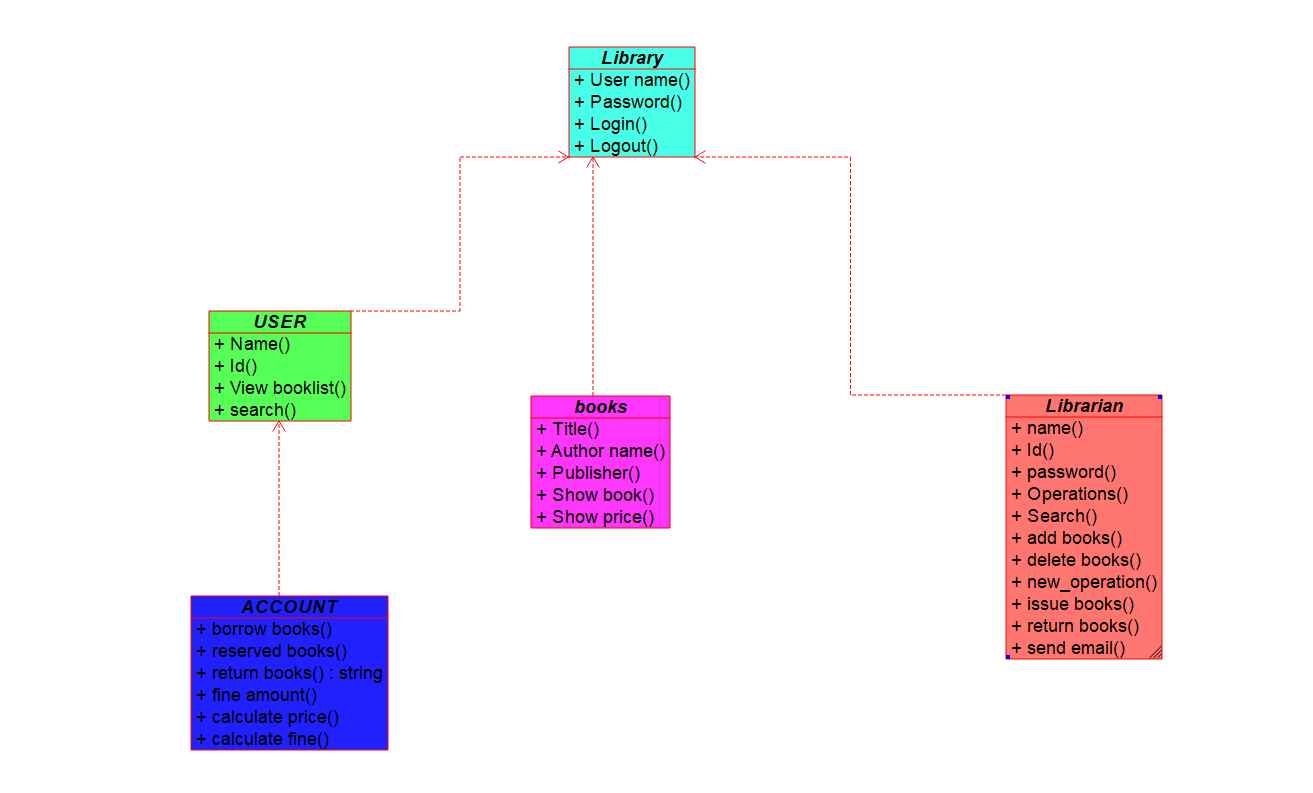 Library
+ User name()
+ Password()
+ Login()
+ Logout()
USER
+ Name()
+ Id()
+ View booklist()
+ search()
books
+ Title()
+ Author name()
+ Publisher()
+ Show book()
+ Show price()
Librarian
+ name()
+ Id()
+ password()
+ Operations()
+ Search()
+ add books()
+ delete books()
+ new_operation()
+ issue books()
+ return books()
+ send email()
ACCOUNT
+ borrow books()
+ reserved books()
+ return books() : string
+ fine amount()
+ calculate price()
+ calculate fine()